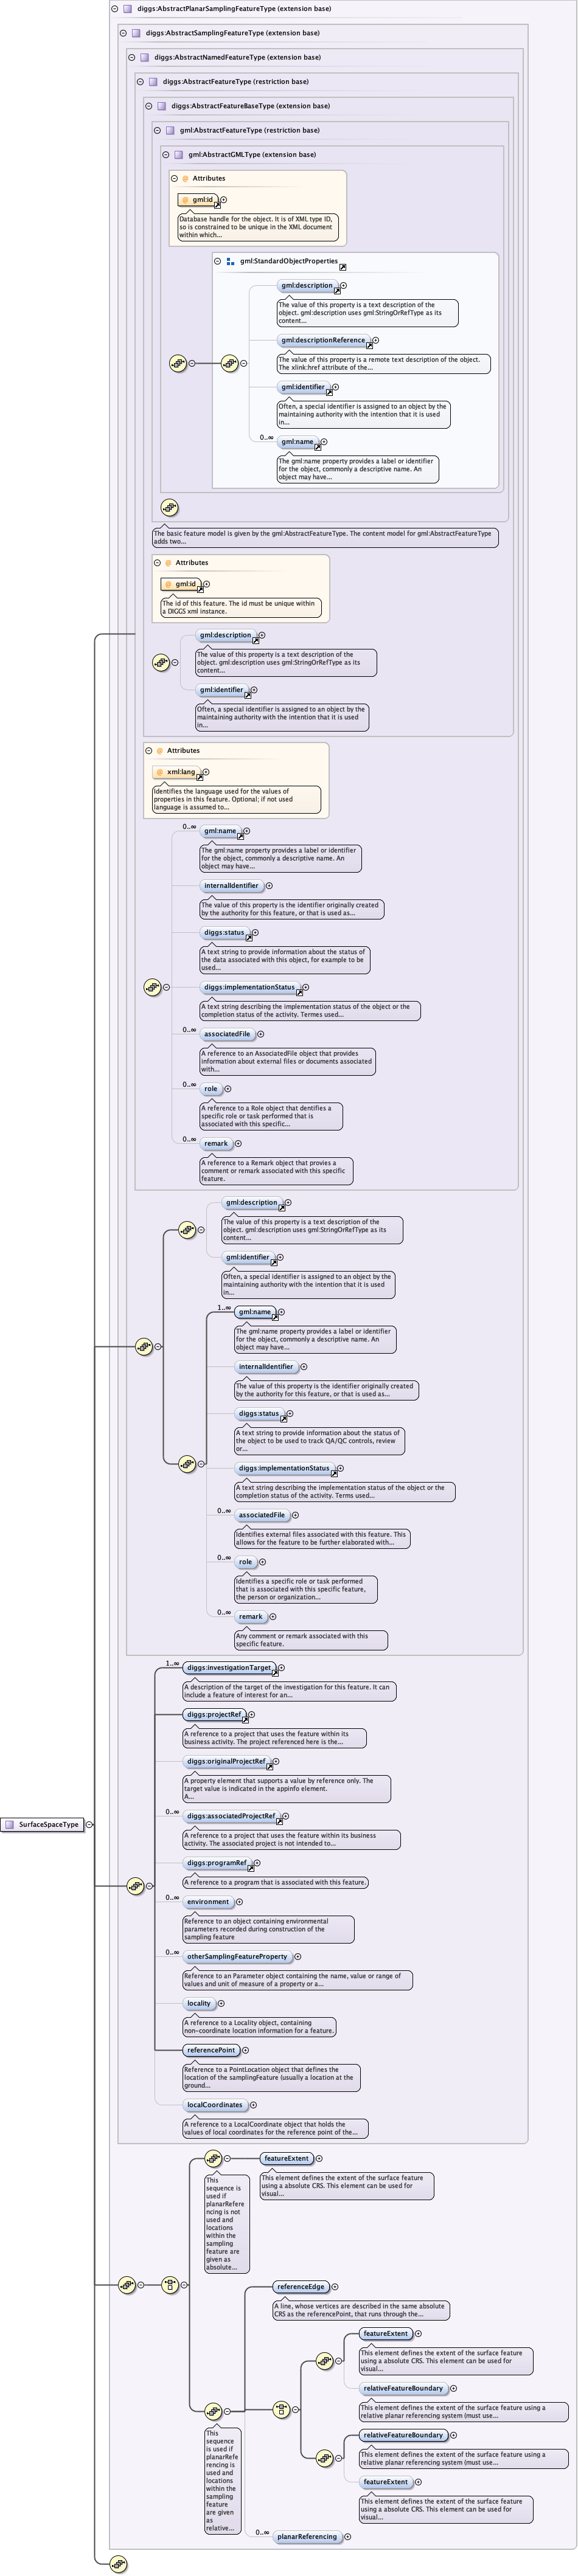 diggs:AbstractPlanarSamplingFeatureType (extension base)
diggs:AbstractSamplingFeatureType (extension base)
diggs:AbstractNamedFeatureType (extension base)
diggs:AbstractFeatureType (restriction base)
diggs:AbstractFeatureBaseType (extension base)
gml:AbstractFeatureType (restriction base)
gml:AbstractGMLType (extension base)
Attributes
gml:id
Database handle for the object. It is of XML type ID,
so is constrained to be unique in the XML document
within which...
gml:StandardObjectProperties
gml:description
The value of this property is a text description of the
object. gml:description uses gml:StringOrRefType as its
content...
gml:descriptionReference
The value of this property is a remote text description of the object.
The xlink:href attribute of the...
gml:identifier
Often, a special identifier is assigned to an object by the
maintaining authority with the intention that it is used
in...
0..∞
gml:name
The gml:name property provides a label or identifier
for the object, commonly a descriptive name. An
object may have...
The basic feature model is given by the gml:AbstractFeatureType. The content model for gml:AbstractFeatureType
adds two...
Attributes
gml:id
The id of this feature. The id must be unique within
a DIGGS xml instance.
gml:description
The value of this property is a text description of the
object. gml:description uses gml:StringOrRefType as its
content...
gml:identifier
Often, a special identifier is assigned to an object by the
maintaining authority with the intention that it is used
in...
Attributes
xml:lang
Identifies the language used for the values of
properties in this feature. Optional; if not used
language is assumed to...
0..∞
gml:name
The gml:name property provides a label or identifier
for the object, commonly a descriptive name. An
object may have...
internalIdentifier
The value of this property is the identifier originally created
by the authority for this feature, or that is used as...
diggs:status
A text string to provide information about the status of
the data associated with this object, for example to be
used...
diggs:implementationStatus
A text string describing the implementation status of the object or the
completion status of the activity. Termes used...
0..∞
associatedFile
A reference to an AssociatedFile object that provides
information about external files or documents associated
with...
0..∞
role
A reference to a Role object that dentifies a
specific role or task performed that is
associated with this specific...
0..∞
remark
A reference to a Remark object that provies a
comment or remark associated with this specific
feature.
gml:description
The value of this property is a text description of the
object. gml:description uses gml:StringOrRefType as its
content...
gml:identifier
Often, a special identifier is assigned to an object by the
maintaining authority with the intention that it is used
in...
1..∞
gml:name
The gml:name property provides a label or identifier
for the object, commonly a descriptive name. An
object may have...
internalIdentifier
The value of this property is the identifier originally created
by the authority for this feature, or that is used as...
diggs:status
A text string to provide information about the status of
the object to be used to track QA/QC controls, review
or...
diggs:implementationStatus
A text string describing the implementation status of the object or the
completion status of the activity. Terms used...
0..∞
associatedFile
Identifies external files associated with this feature. This
allows for the feature to be further elaborated with...
0..∞
role
Identifies a specific role or task performed
that is associated with this specific feature,
the person or organization...
0..∞
remark
Any comment or remark associated with this
specific feature.
1..∞
diggs:investigationTarget
A description of the target of the investigation for this feature. It can
include a feature of interest for an...
diggs:projectRef
A reference to a project that uses the feature within its
business activity. The project referenced here is the...
diggs:originalProjectRef
A property element that supports a value by reference only. The
target value is indicated in the appinfo element.
A...
0..∞
diggs:associatedProjectRef
A reference to a project that uses the feature within its business
activity. The associated project is not intended to...
SurfaceSpaceType
diggs:programRef
A reference to a program that is associated with this feature.
0..∞
environment
Reference to an object containing environmental
parameters recorded during construction of the
sampling feature
0..∞
otherSamplingFeatureProperty
Reference to an Parameter object containing the name, value or range of
values and unit of measure of a property or a...
locality
A reference to a Locality object, containing
non-coordinate location information for a feature.
referencePoint
Reference to a PointLocation object that defines the
location of the samplingFeature (usually a location at the
ground...
localCoordinates
A reference to a LocalCoordinate object that holds the
values of local coordinates for the reference point of the...
This
sequence is
used if
planarRefere
ncing is not
used and
locations
within the
sampling
feature are
given as
absolute...
featureExtent
This element defines the extent of the surface feature
using a absolute CRS. This element can be used for
visual...
referenceEdge
A line, whose vertices are described in the same absolute
CRS as the referencePoint, that runs through the...
featureExtent
This element defines the extent of the surface feature
using a absolute CRS. This element can be used for
visual...
relativeFeatureBoundary
This element defines the extent of the surface feature using a
relative planar referencing system (must use...
This
sequence
is used if
planarRefe
rencing is
used and
locations
within the
sampling
feature
are given
as
relative...
relativeFeatureBoundary
This element defines the extent of the surface feature using a
relative planar referencing system (must use...
featureExtent
This element defines the extent of the surface feature
using a absolute CRS. This element can be used for
visual...
0..∞
planarReferencing